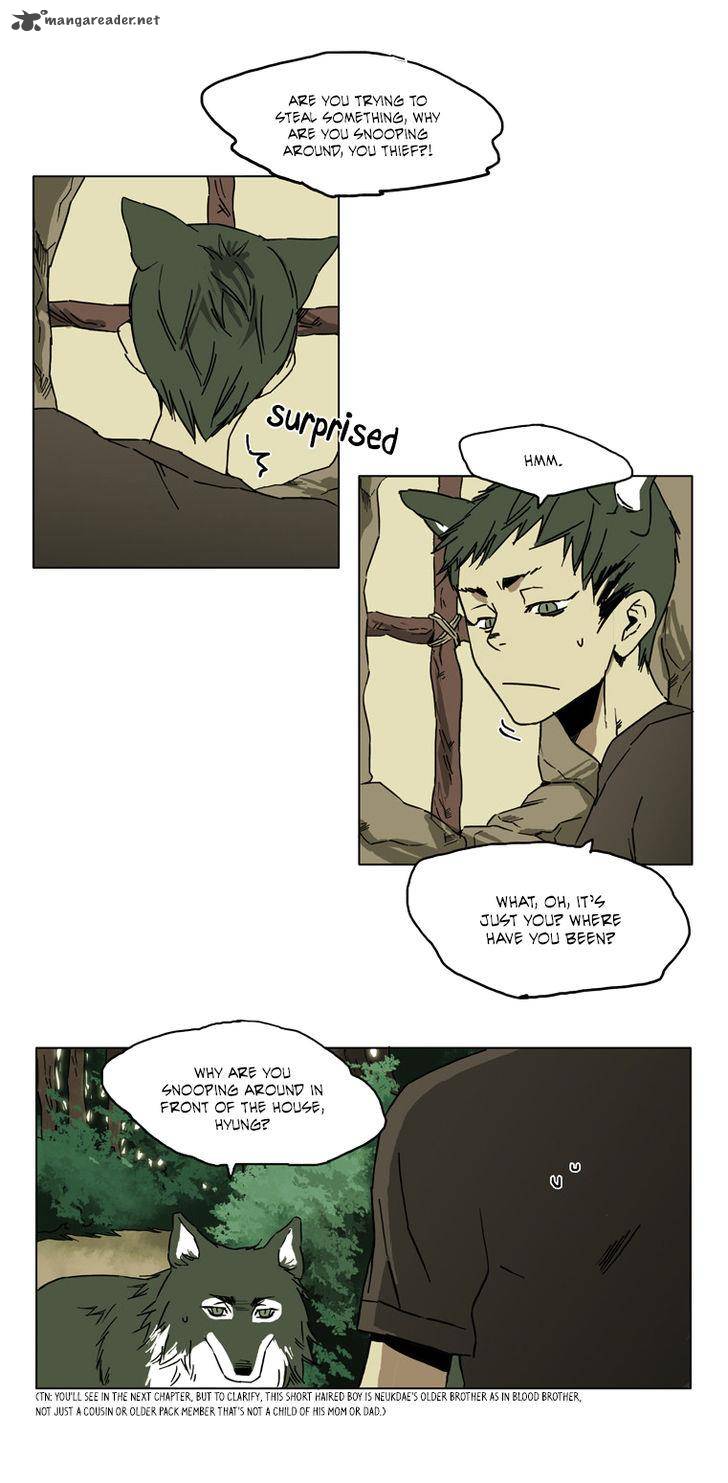 mangareader.net
ARE YOU TRYING TO
STEAL SOMETHING, WHY
ARE YOU SNOOPING
AROUND, YOU THIEF?!
surprised
HMM.
WHAT, OH, IT'S
JUST YOU? WHERE
HAVE YOU BEEN?
WHY ARE YOU
SNOOPING AROUND IN
FRONT OF THE HOUSE,
HYUNG?
(TN: YOU'LL SEE IN THE NEXT CHAPTER, BUT TO CLARIFY, THIS SHORT HAIRED BOY IS NEUKDAE'S OLDER BROTHER AS IN BLOOD BROTHER,
NOT JUST A COUSIN OR OLDER PACK MEMBER THAT'S NOT A CHILD OF HIS MOM OR DAD.)